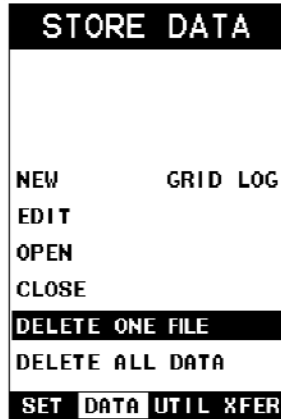 STORE DATA
NEW GRID LOG
EDIT
OPEN
CLOSE
DELETE ONE FILE
DELETE ALL DATA
SET DATA UTIL XFER